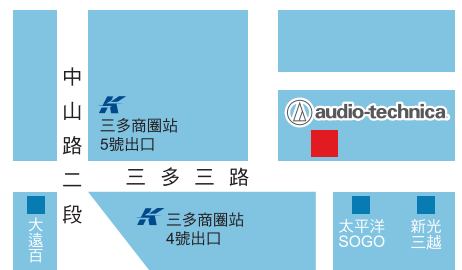 中山路二段
三多商圈站
5號出口
audio-technica
三多三路
大遠百
三多商圈站
4號出口
太平洋
SOGO
新光
三越